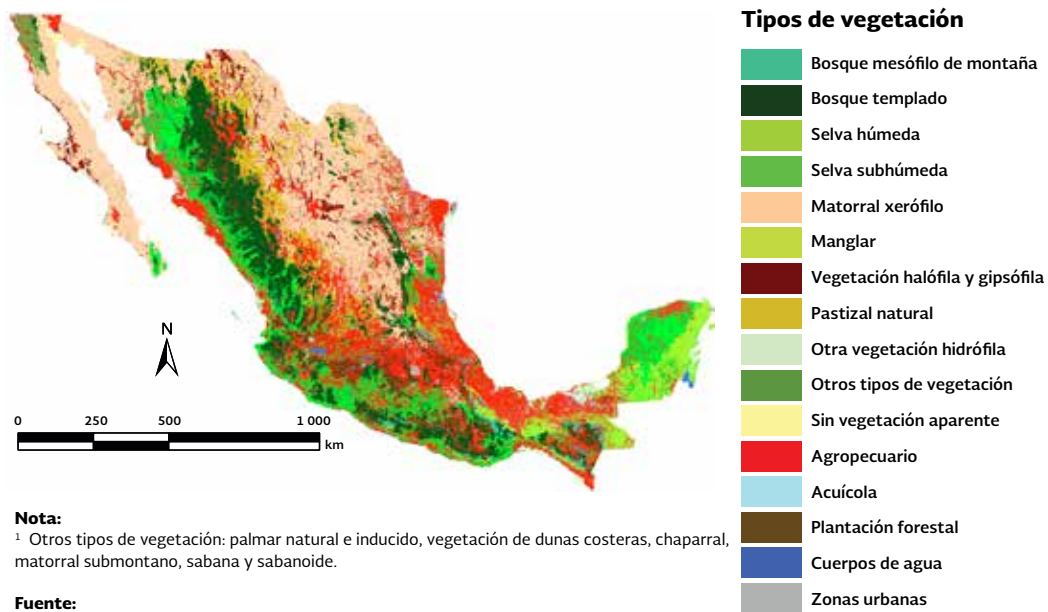 Tipos de vegetación
Bosque mesófilo de montaña
Bosque templado
Selva húmeda
Selva subhúmeda
Matorral xerófilo
Manglar
Vegetación halófila y gipsófila
Pastizal natural
Otra vegetación hidrófila
Otros tipos de vegetación
Sin vegetación aparente
Agropecuario
Acuícola
Plantación forestal
Cuerpos de agua
Zonas urbanas
N
0 250 500 1 000
km
Nota:
¹ Otros tipos de vegetación: palmar natural e inducido, vegetación de dunas costeras, chaparral,
matorral submontano, sabana y sabanoide.
Fuente: